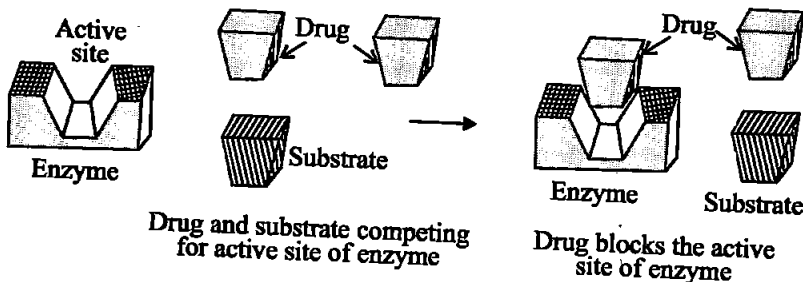 Active
site
Enzyme
Drug
Substrate
Drug and substrate competing
for active site of enzyme
Drug
Enzyme
Substrate
Drug blocks the active
site of enzyme